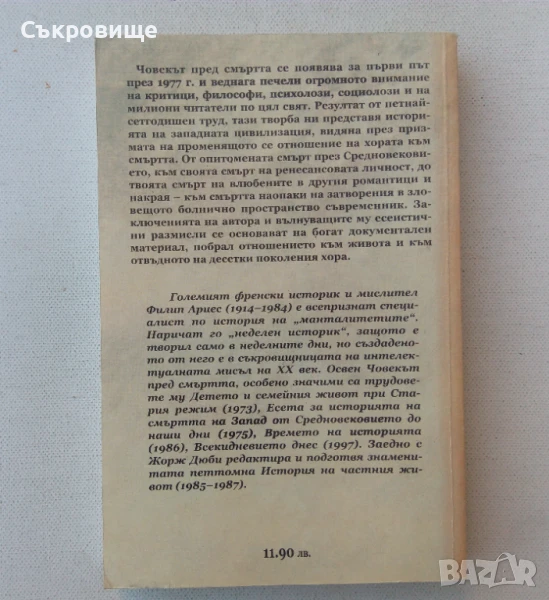 Съкровище
Човекът пред смъртта се появява за първи път
през 1977 г. и веднага печели огромното внимание
на критици, философи, психолози, социолози и на
милиони читатели по цял свят. Резултат от петнай-
сетгодишен труд, тази творба ни представя истори-
ята на западната цивилизация, видяна през приз-
мата на променящото се отношение на хората към
смъртта. От опитомената смърт през Средновекови-
ето, към своята смърт на ренесансовата личност, до
твоята смърт на влюбените в другия романтици и
накрая – към смъртта наопаки на затворения в зло-
вещото болнично пространство съвременник. За-
ключенията на автора и вълнуващите му есеистич-
ни размисли се основават на богат документален
материал, побрал отношението към живота и към
отвъдното на десетки поколения хора.
Големият френски историк и мислител
Филип Ариес (1914–1984) е всепризнат специ-
алист по история на „манталитетите“.
Наричат го „неделен историк“, защото е
творил само в неделните дни, но създадено-
то от него е в съкровищницата на интелек-
туалната мисъл на XX век. Освен Човекът
пред смъртта, особено значими са трудове-
те му Детето и семейния живот при Ста-
рия режим (1973), Есета за историята на
смъртта на Запад от Средновековието до
наши дни (1975), Времето на историята
(1986), Всекидневието днес (1997). Заедно с
Жорж Дюби редактира и подготвя знамени-
тата петтомна История на частния жи-
вот (1985–1987).
11.90 лв.
BAZAR